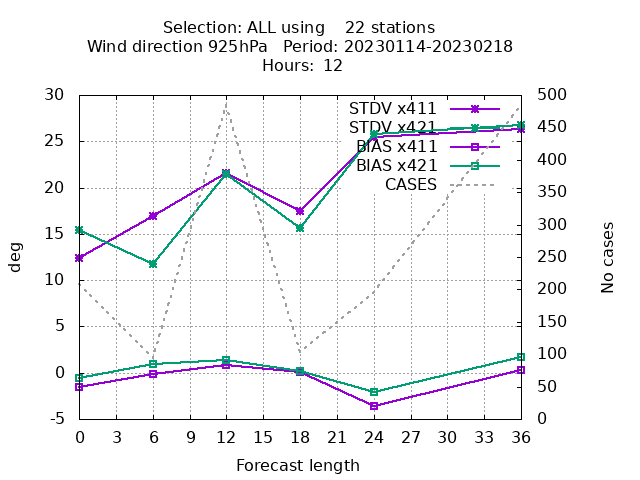 Selection: ALL using    22 stations
Wind direction 925hPa   Period: 20230114-20230218
Hours:  12
30
25
20
15
10
5
0
-5
deg
500
450
400
350
300
250
200
150
100
50
0
No cases
STDV x411
STDV x421
BIAS x411
BIAS x421
CASES
0 3 6 9 12 15 18 21 24 27 30 33 36
Forecast length